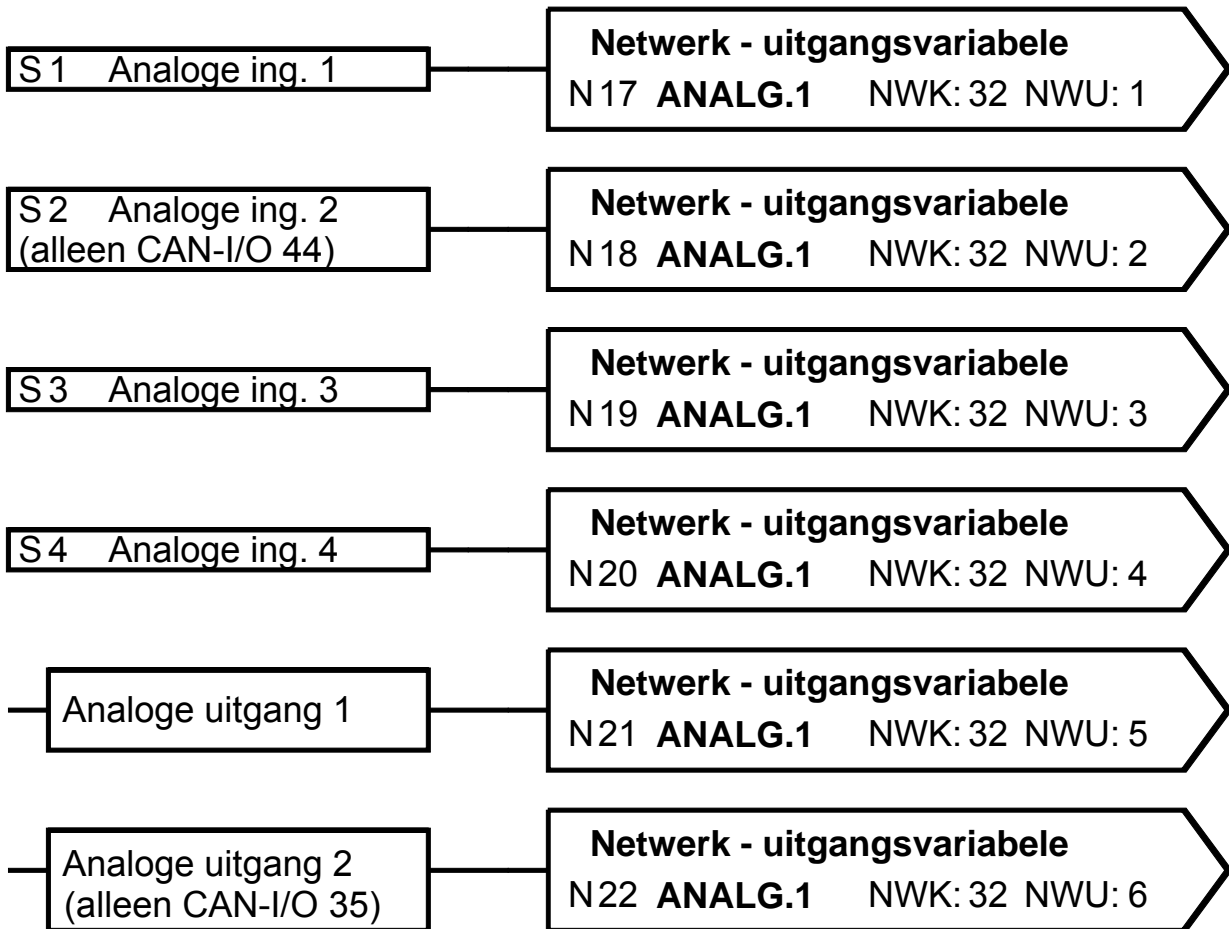 Netwerk - uitgangsvariabele
S 1 Analoge ing. 1
N 17 ANALG.1 NWK: 32 NWU: 1
Netwerk - uitgangsvariabele
S 2 Analoge ing. 2
(alleen CAN-I/O 44)
N 18 ANALG.1 NWK: 32 NWU: 2
Netwerk - uitgangsvariabele
S 3 Analoge ing. 3
N 19 ANALG.1 NWK: 32 NWU: 3
Netwerk - uitgangsvariabele
S 4 Analoge ing. 4
N 20 ANALG.1 NWK: 32 NWU: 4
Netwerk - uitgangsvariabele
Analoge uitgang 1
N 21 ANALG.1 NWK: 32 NWU: 5
Netwerk - uitgangsvariabele
Analoge uitgang 2
(alleen CAN-I/O 35)
N 22 ANALG.1 NWK: 32 NWU: 6